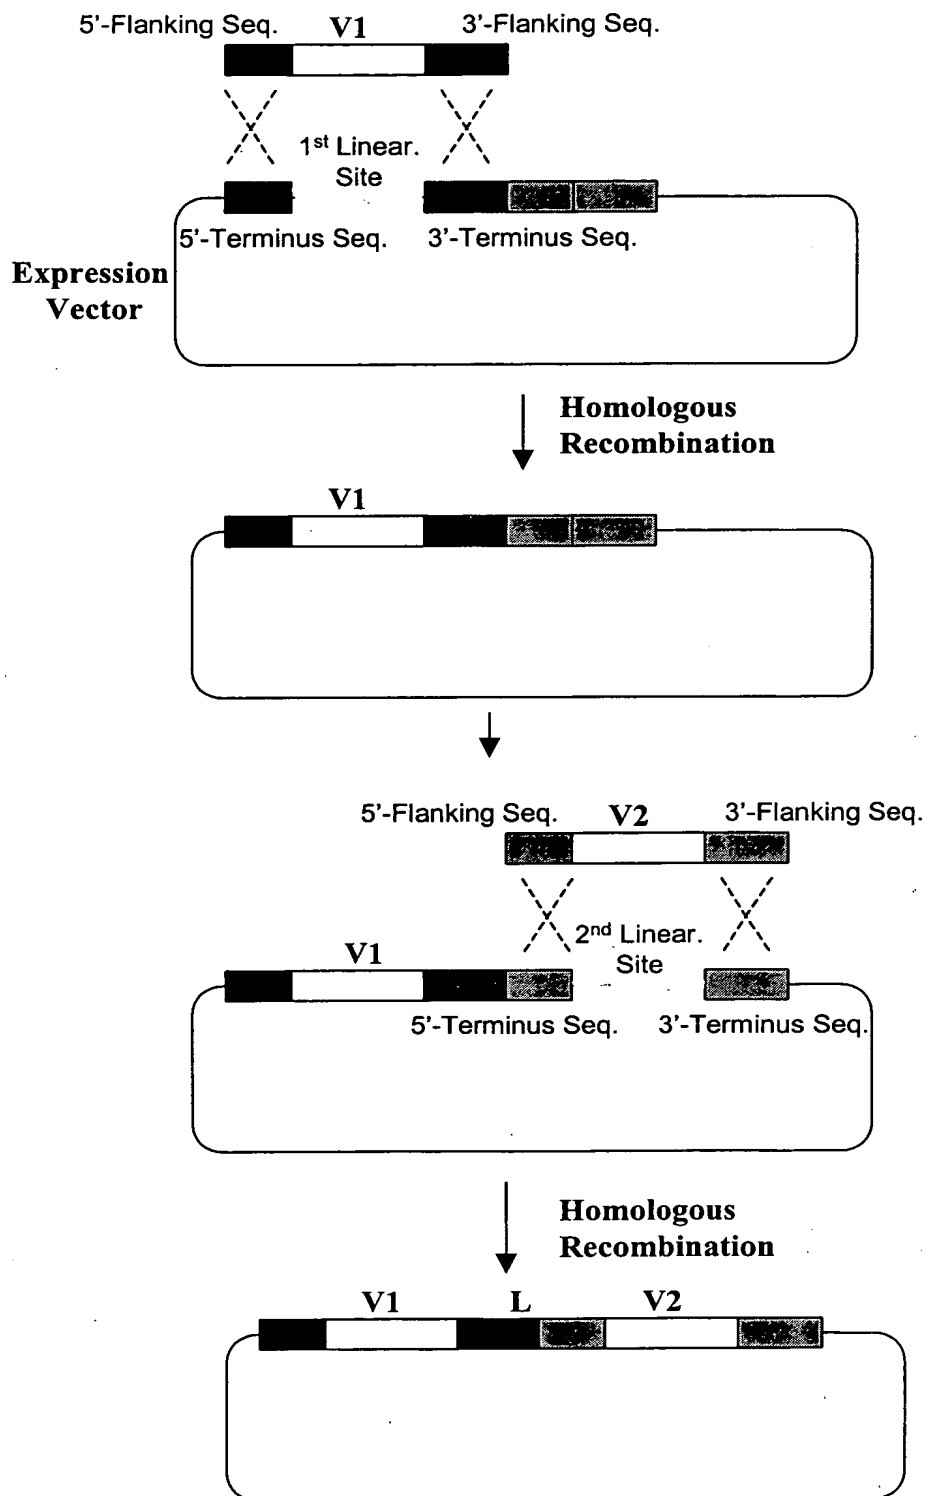 5'-Flanking Seq. V1 3'-Flanking Seq.
1st Linear.
Site
5'-Terminus Seq. 3'-Terminus Seq.
Expression
Vector
Homologous
Recombination
V1
5'-Flanking Seq. V2 3'-Flanking Seq.
2nd Linear.
Site
V1
5'-Terminus Seq. 3'-Terminus Seq.
Homologous
Recombination
V1 L V2